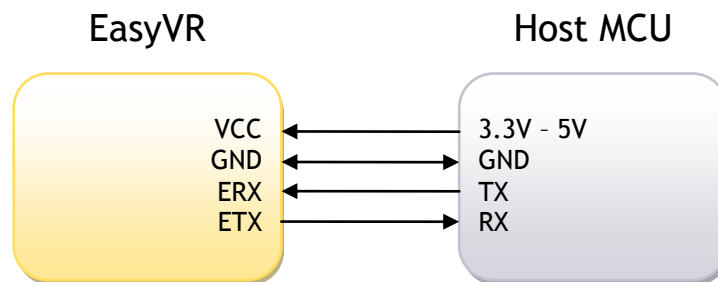 EasyVR
Host MCU
VCC
GND
ERX
ETX
3.3V – 5V
GND
TX
RX